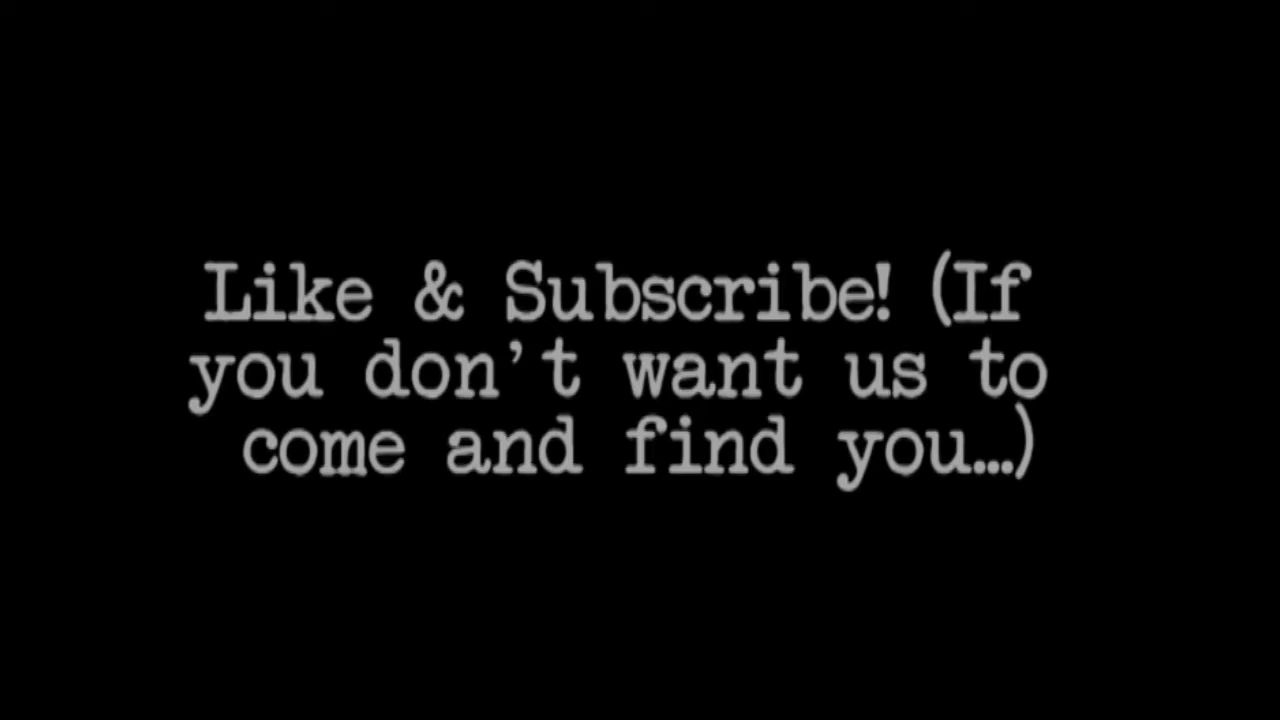 Like & Subscribe! (If
you don’t want us to
come and find you…)